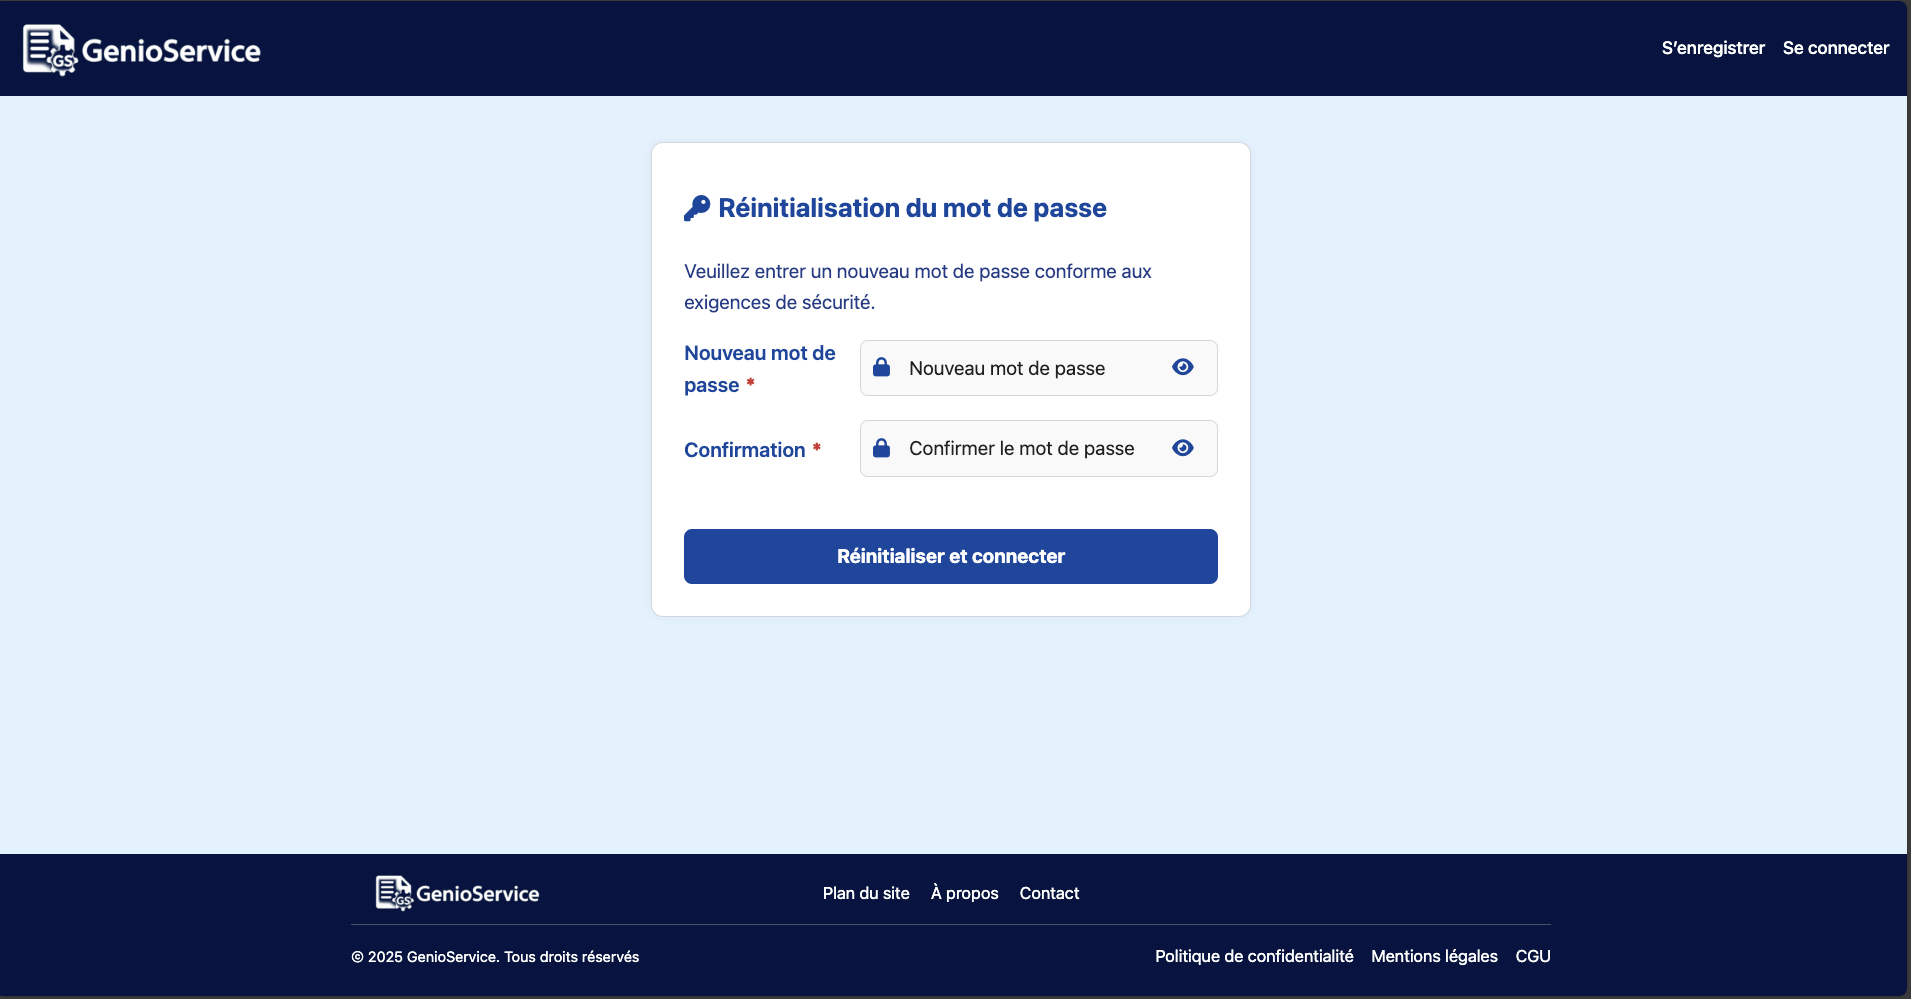 GS GenioService
S'enregistrer Se connecter
Réinitialisation du mot de passe
Veuillez entrer un nouveau mot de passe conforme aux
exigences de sécurité.
Nouveau mot de
passe *
Nouveau mot de passe
Confirmation *
Confirmer le mot de passe
Réinitialiser et connecter
GS GenioService
Plan du site À propos Contact
© 2025 GenioService. Tous droits réservés
Politique de confidentialité Mentions légales CGU